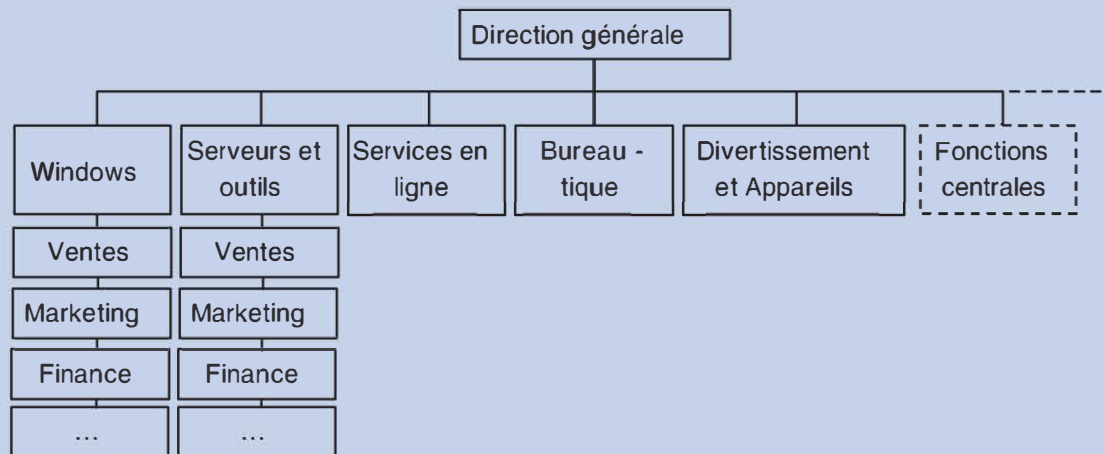 Direction générale
Windows
Serveurs et
outils
Services en
ligne
Bureau -
tique
Divertissement
et Appareils
Fonctions
centrales
Ventes
Ventes
Marketing
Marketing
Finance
Finance
...
...